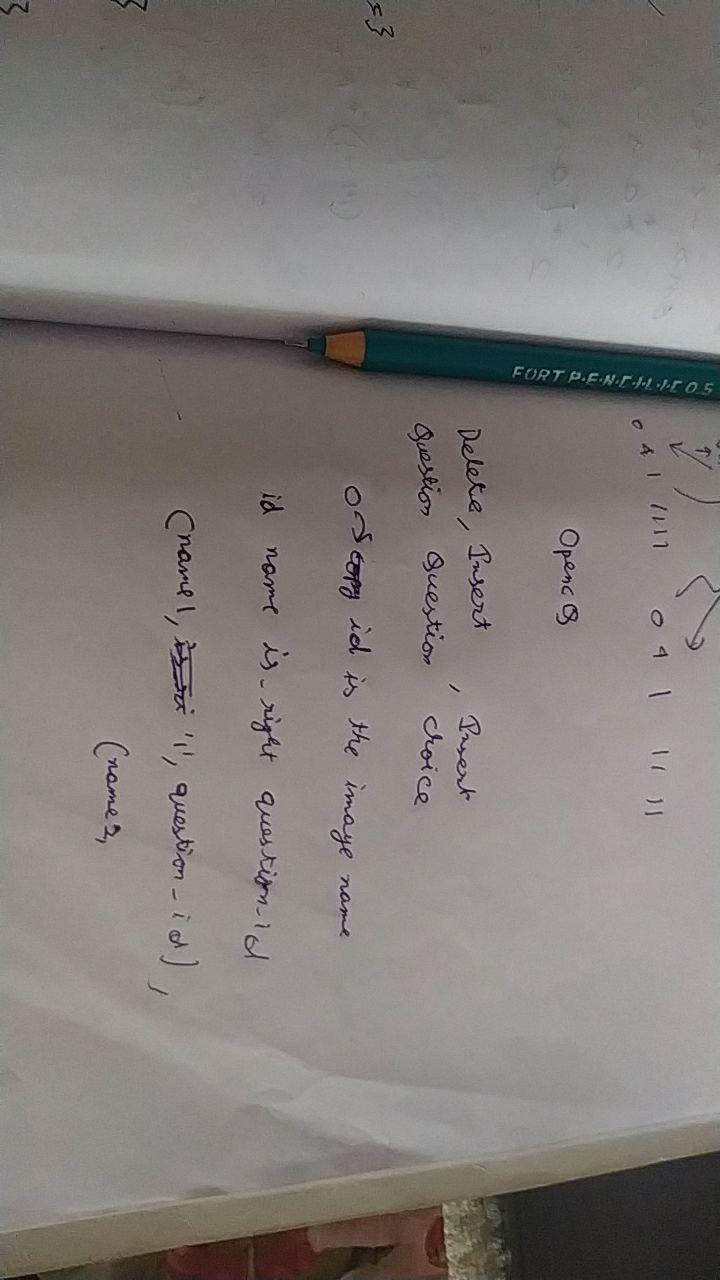 0 4 1 1111 0 4 1 11 11
Delete, Insert, Insert
Question Question choice
0→ id is the image name
id name is-right question-id
(name1, '1', question-id),
(name2,
FORT P.E.N.C.I.L.I.C 0.5
=3